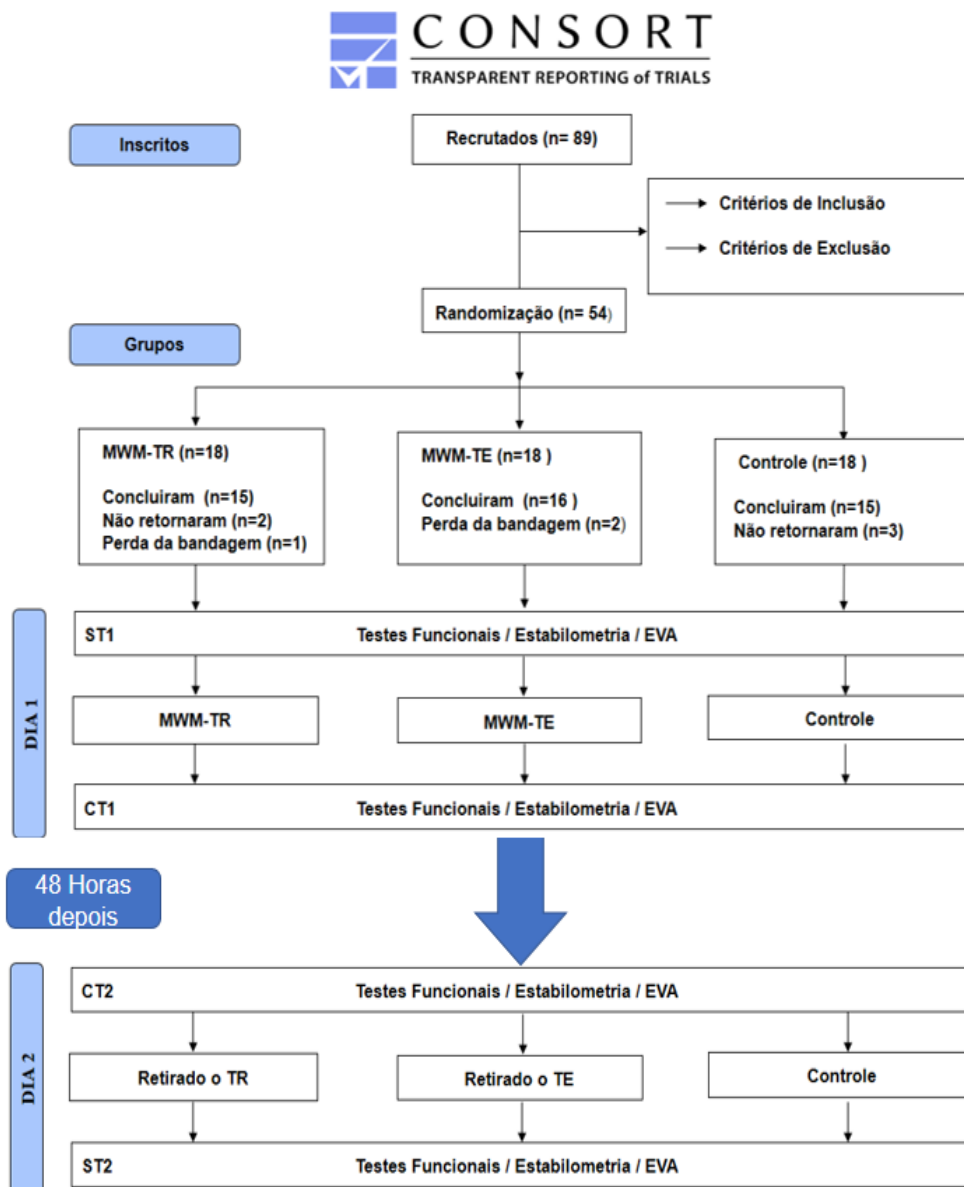 CONSORT
TRANSPARENT REPORTING of TRIALS
Inscritos
Recrutados (n= 89)
Critérios de Inclusão
Critérios de Exclusão
Randomização (n= 54)
Grupos
MWM-TR (n=18)
Concluiram (n=15)
Não retornaram (n=2)
Perda da bandagem (n=1)
MWM-TE (n=18 )
Concluiram (n=16 )
Perda da bandagem (n=2)
Controle (n=18 )
Concluiram (n=15)
Não retornaram (n=3)
DIA 1
ST1 Testes Funcionais / Estabilometria / EVA
MWM-TR
MWM-TE
Controle
CT1 Testes Funcionais / Estabilometria / EVA
48 Horas
depois
DIA 2
CT2 Testes Funcionais / Estabilometria / EVA
Retirado o TR
Retirado o TE
Controle
ST2 Testes Funcionais / Estabilometria / EVA